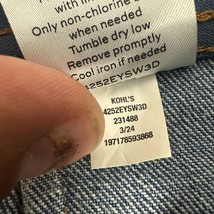 Only non-chlorine b
when needed
Tumble dry low
Remove promptly
Cool iron if needed
4252EYSW3D
KOHL'S
4252EYSW3D
231488
3/24
197178593868